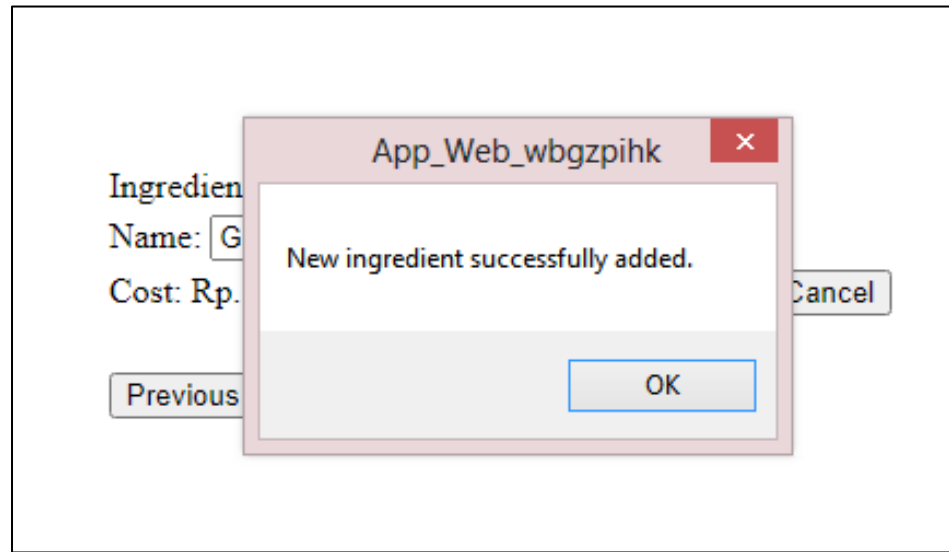 App_Web_wbgzpihk
Ingredien
Name: G
New ingredient successfully added.
Cost: Rp.
Cancel
Previous
OK